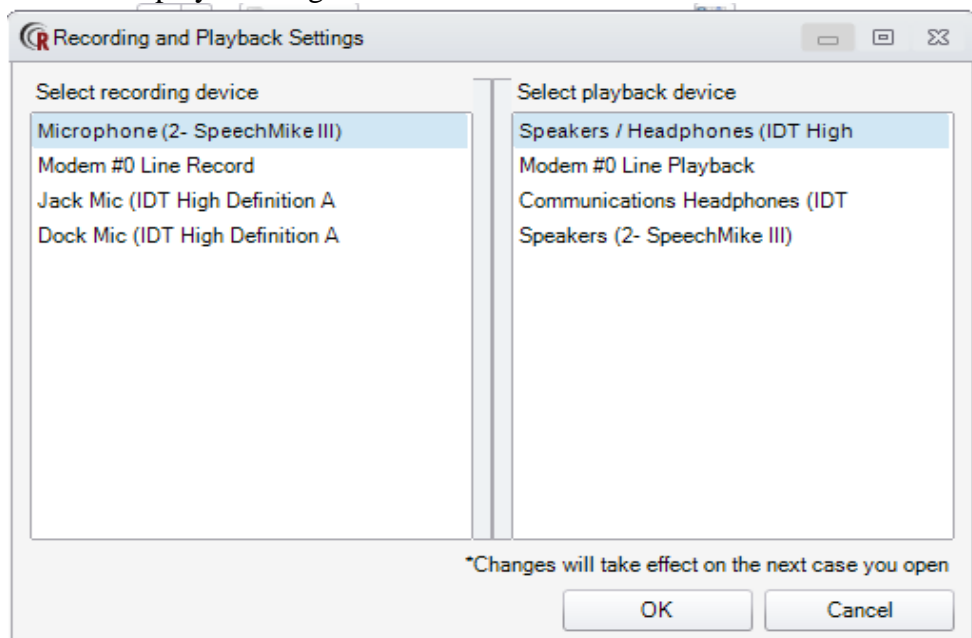 Recording and Playback Settings
Select recording device
Microphone (2- SpeechMike III)
Modem #0 Line Record
Jack Mic (IDT High Definition A
Dock Mic (IDT High Definition A
Select playback device
Speakers / Headphones (IDT High
Modem #0 Line Playback
Communications Headphones (IDT
Speakers (2- SpeechMike III)
*Changes will take effect on the next case you open
OK
Cancel